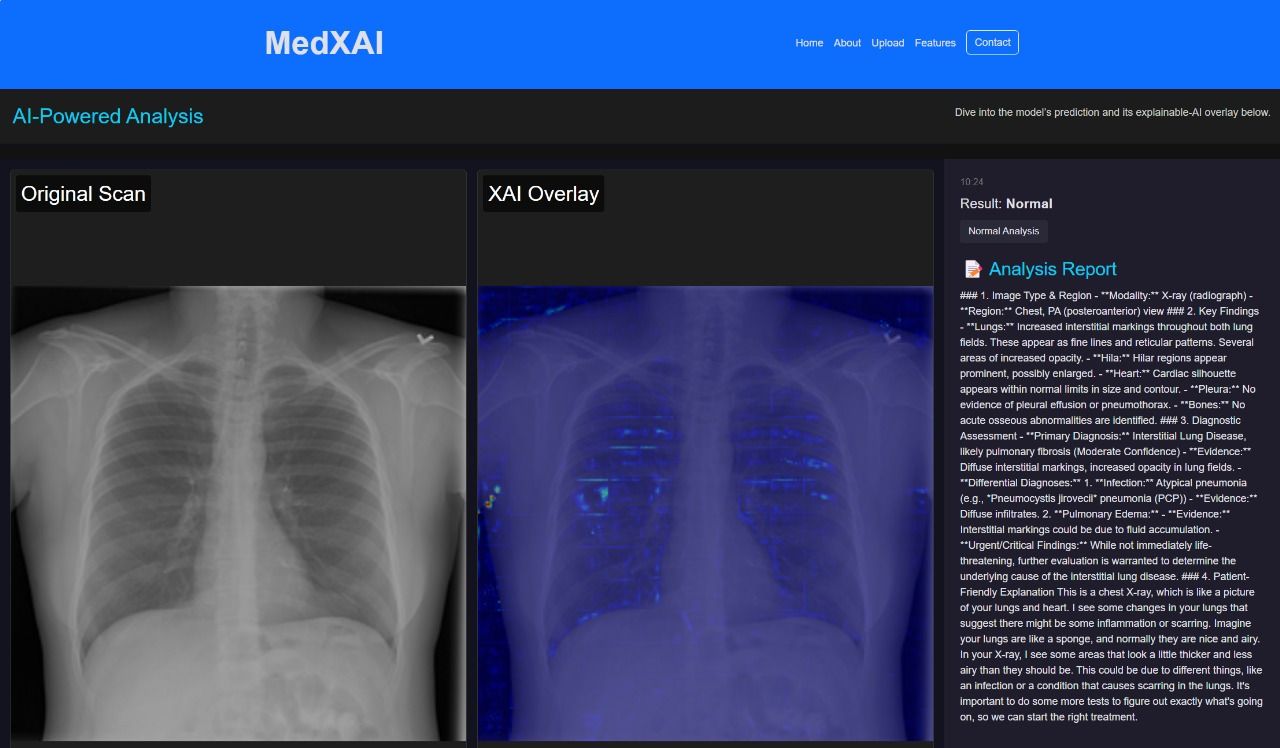 MedXAI
Home About Upload Features Contact
AI-Powered Analysis
Dive into the model's prediction and its explainable-AI overlay below.
Original Scan
XAI Overlay
10:24
Result: Normal
Normal Analysis
📝 Analysis Report
### 1. Image Type & Region - **Modality:** X-ray (radiograph) -
**Region:** Chest, PA (posteroanterior) view ### 2. Key Findings
- **Lungs:** Increased interstitial markings throughout both lung
fields. These appear as fine lines and reticular patterns. Several
areas of increased opacity. - **Hila:** Hilar regions appear
prominent, possibly enlarged. - **Heart:** Cardiac silhouette
appears within normal limits in size and contour. - **Pleura:** No
evidence of pleural effusion or pneumothorax. - **Bones:** No
acute osseous abnormalities are identified. ### 3. Diagnostic
Assessment - **Primary Diagnosis:** Interstitial Lung Disease,
likely pulmonary fibrosis (Moderate Confidence) - **Evidence:**
Diffuse interstitial markings, increased opacity in lung fields. -
**Differential Diagnoses:** 1. **Infection:** Atypical pneumonia
(e.g., *Pneumocystis jirovecii* pneumonia (PCP)) - **Evidence:**
Diffuse infiltrates. 2. **Pulmonary Edema:** - **Evidence:**
Interstitial markings could be due to fluid accumulation. -
**Urgent/Critical Findings:** While not immediately life-
threatening, further evaluation is warranted to determine the
underlying cause of the interstitial lung disease. ### 4. Patient-
Friendly Explanation This is a chest X-ray, which is like a picture
of your lungs and heart. I see some changes in your lungs that
suggest there might be some inflammation or scarring. Imagine
your lungs are like a sponge, and normally they are nice and airy.
In your X-ray, I see some areas that look a little thicker and less
airy than they should be. This could be due to different things, like
an infection or a condition that causes scarring in the lungs. It's
important to do some more tests to figure out exactly what's going
on, so we can start the right treatment.